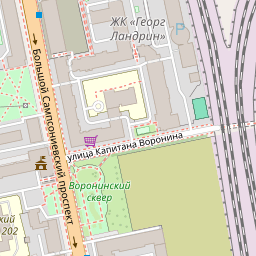 ЖК «Георг
Ландрин»
Большой Сампсониевский проспект
улица Капитана Воронина
Воронинский
сквер
202